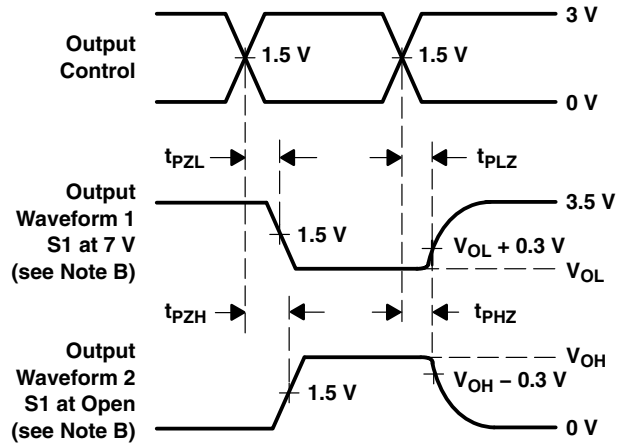 3 V
Output
Control
1.5 V
1.5 V
0 V
tPZL
tPLZ
Output
Waveform 1
S1 at 7 V
(see Note B)
3.5 V
1.5 V
VOL + 0.3 V
VOL
tPZH
tPHZ
Output
Waveform 2
S1 at Open
(see Note B)
VOH
1.5 V
VOH − 0.3 V
0 V